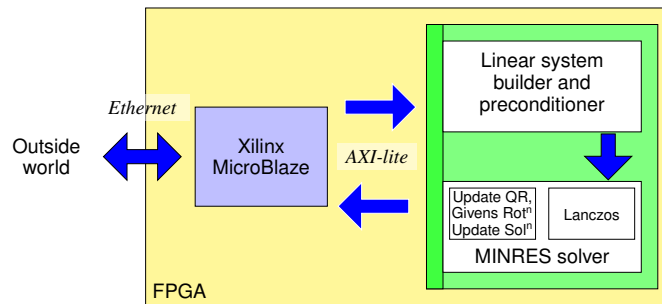 Ethernet
Outside
world
Xilinx
MicroBlaze
AXI-lite
Linear system
builder and
preconditioner
Update QR,
Givens Rotⁿ
Update Solⁿ
Lanczos
MINRES solver
FPGA